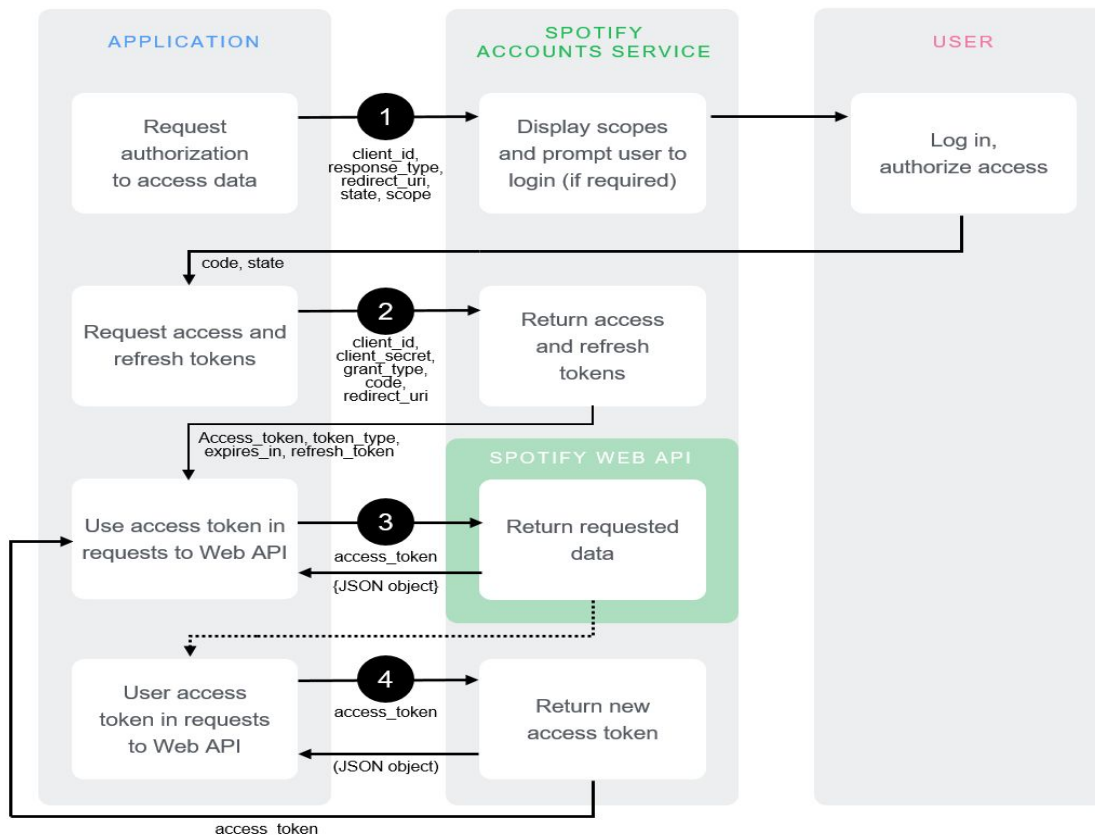 APPLICATION
SPOTIFY
ACCOUNTS SERVICE
USER
Request
authorization
to access data
1
client_id,
response_type,
redirect_uri,
state, scope
Display scopes
and prompt user to
login (if required)
Log in,
authorize access
code, state
Request access and
refresh tokens
2
client_id,
client_secret,
grant_type,
code,
redirect_uri
Return access
and refresh
tokens
Access_token, token_type,
expires_in, refresh_token
SPOTIFY WEB API
Use access token in
requests to Web API
3
access_token
{JSON object}
Return requested
data
User access
token in requests
to Web API
4
access_token
(JSON object)
Return new
access token
access_token